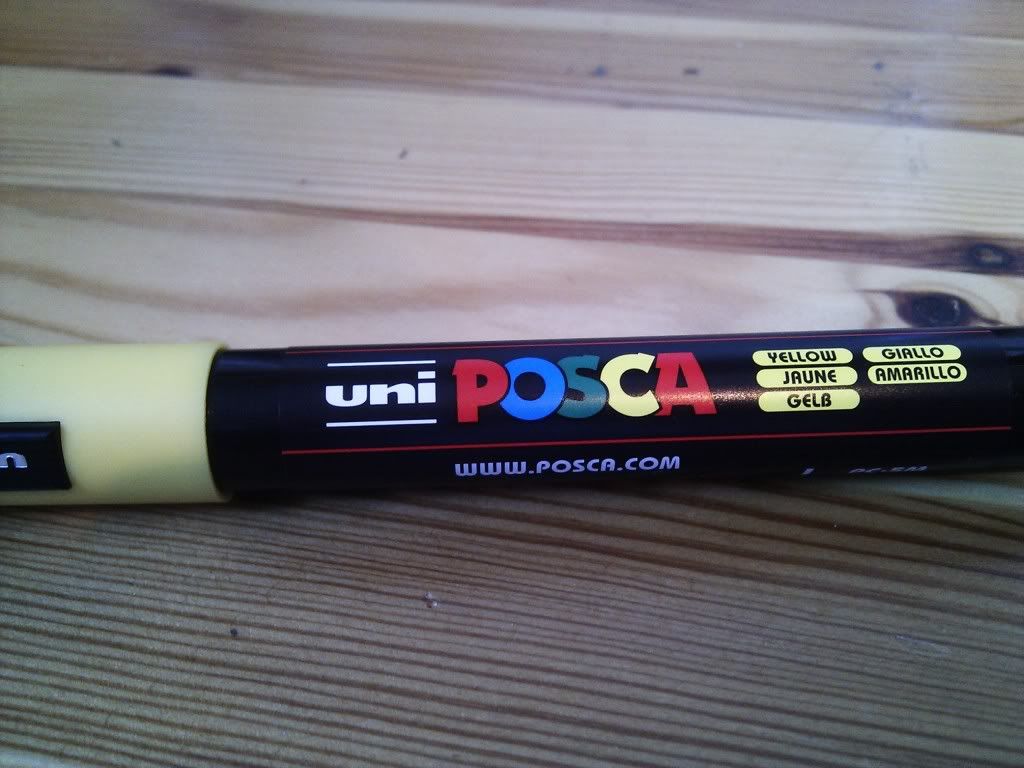 uni POSCA
YELLOW GIALLO
JAUNE AMARILLO
GELB
WWW.POSCA.COM